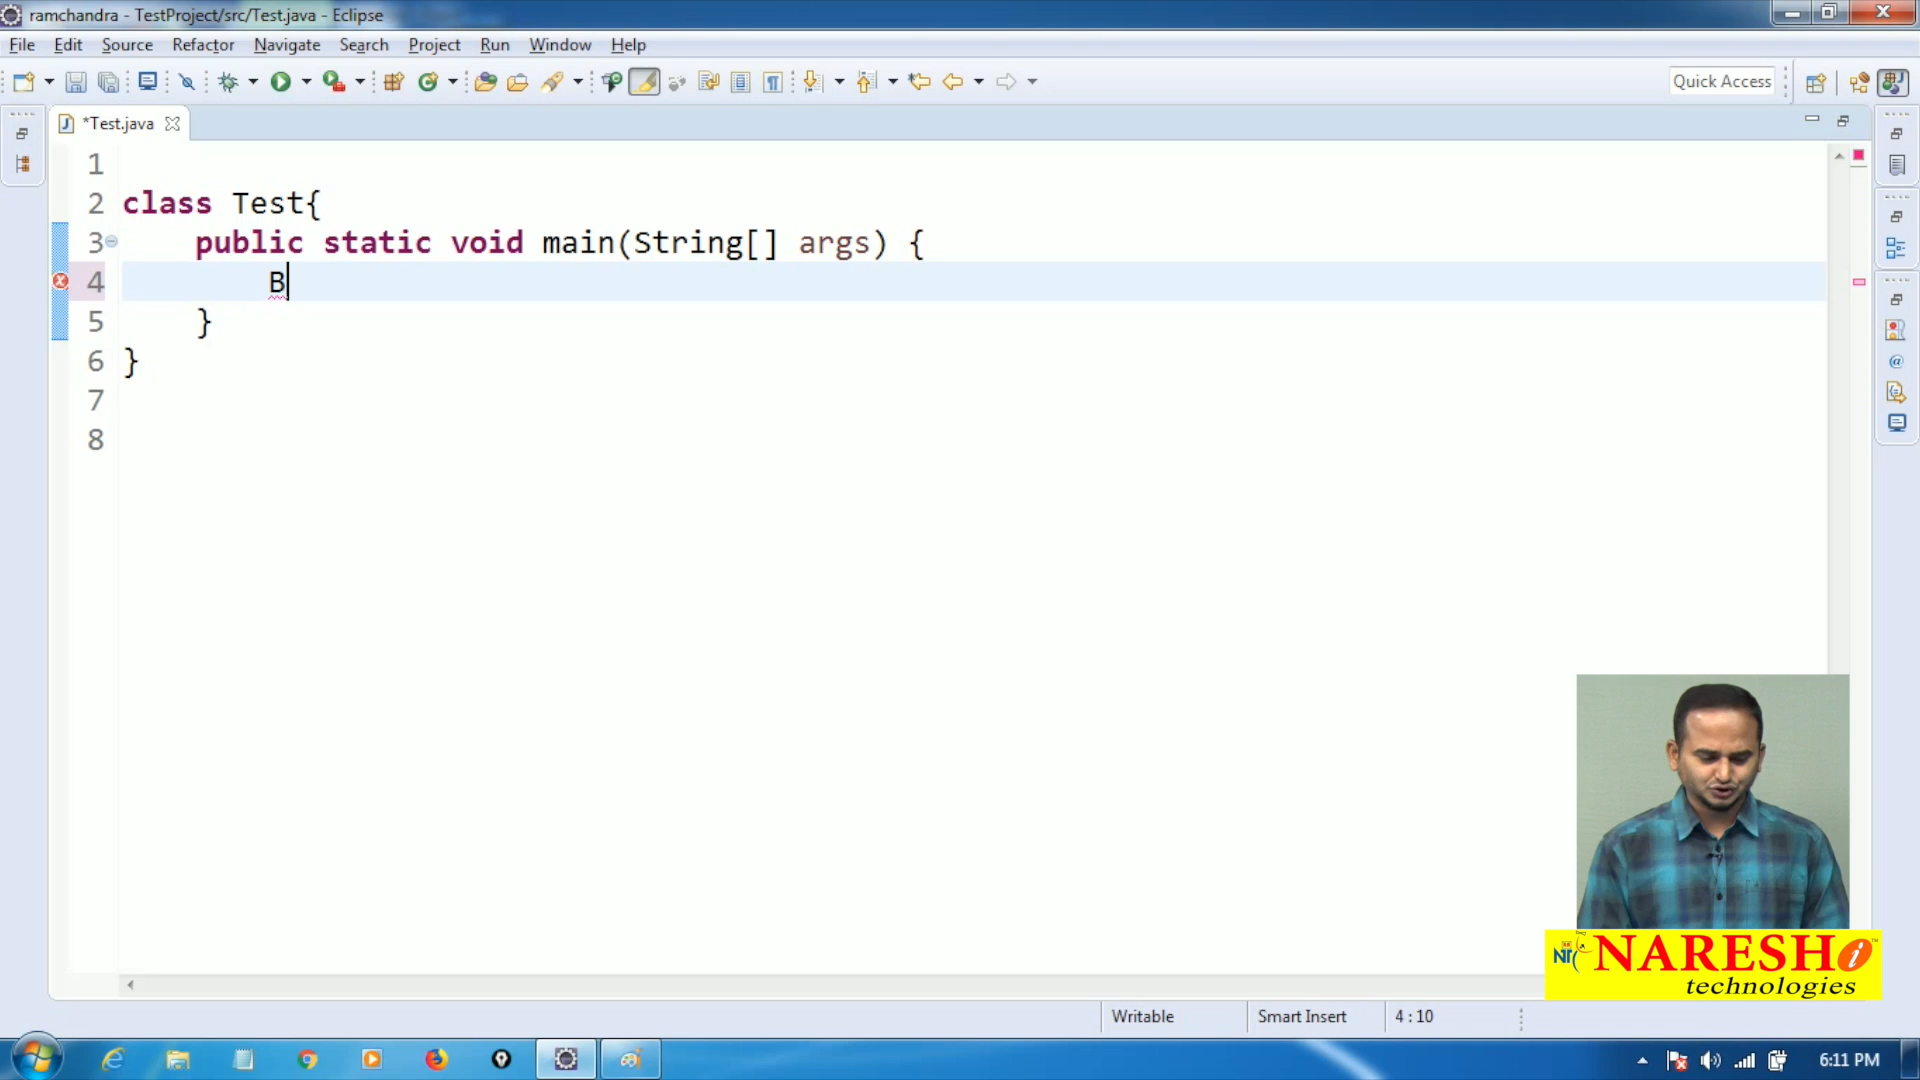 ramchandra - TestProject/src/Test.java - Eclipse
File Edit Source Refactor Navigate Search Project Run Window Help
Quick Access
*Test.java
1
2 class Test{
3 public static void main(String[] args) {
4 B
5 }
6 }
7
8
NARESH i ™
technologies
Writable Smart Insert 4 : 10
6:11 PM